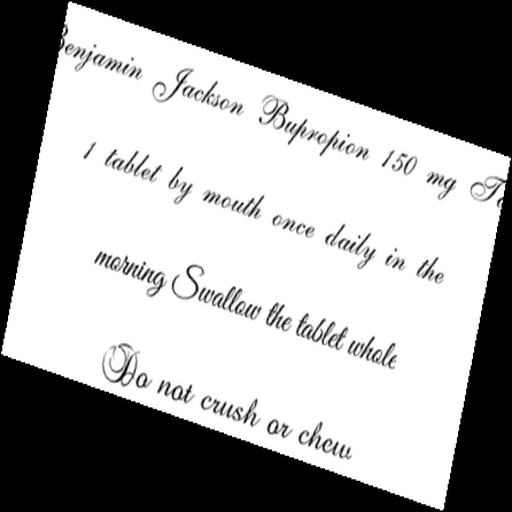 Benjamin Jackson Bupropion 150 mg
1 tablet by mouth once daily in the
morning Swallow the tablet whole
Do not crush or chew